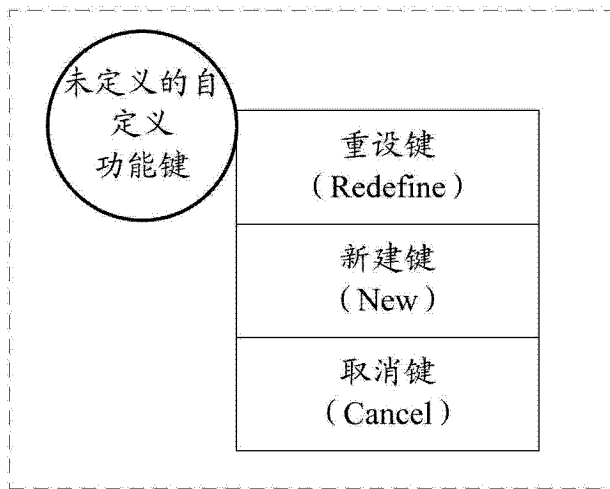 未定义的自
定义
功能键
重设键
（Redefine）
新建键
（New）
取消键
（Cancel）